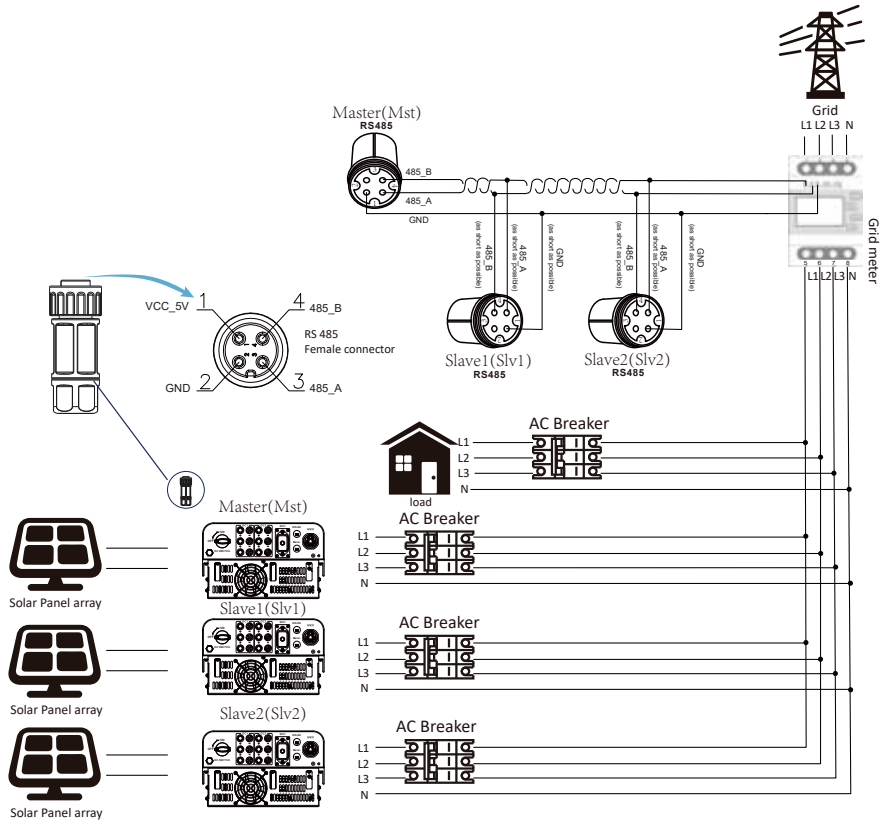 Grid
L1 L2 L3 N
Master(Mst)
RS485
485_B
485_A
GND
Grid meter
5 6 7 8
L1 L2 L3 N
485_B
(as short as possible)
485_A
(as short as possible)
GND
(as short as possible)
485_B
(as short as possible)
485_A
(as short as possible)
GND
(as short as possible)
Slave1(Slv1)
RS485
Slave2(Slv2)
RS485
VCC_5V
1
4
485_B
RS 485
Female connector
GND
2
3
485_A
AC Breaker
L1
L2
L3
N
load
Master(Mst)
AC Breaker
L1
L2
L3
N
Solar Panel array
Slave1(Slv1)
AC Breaker
L1
L2
L3
N
Solar Panel array
Slave2(Slv2)
AC Breaker
L1
L2
L3
N
Solar Panel array